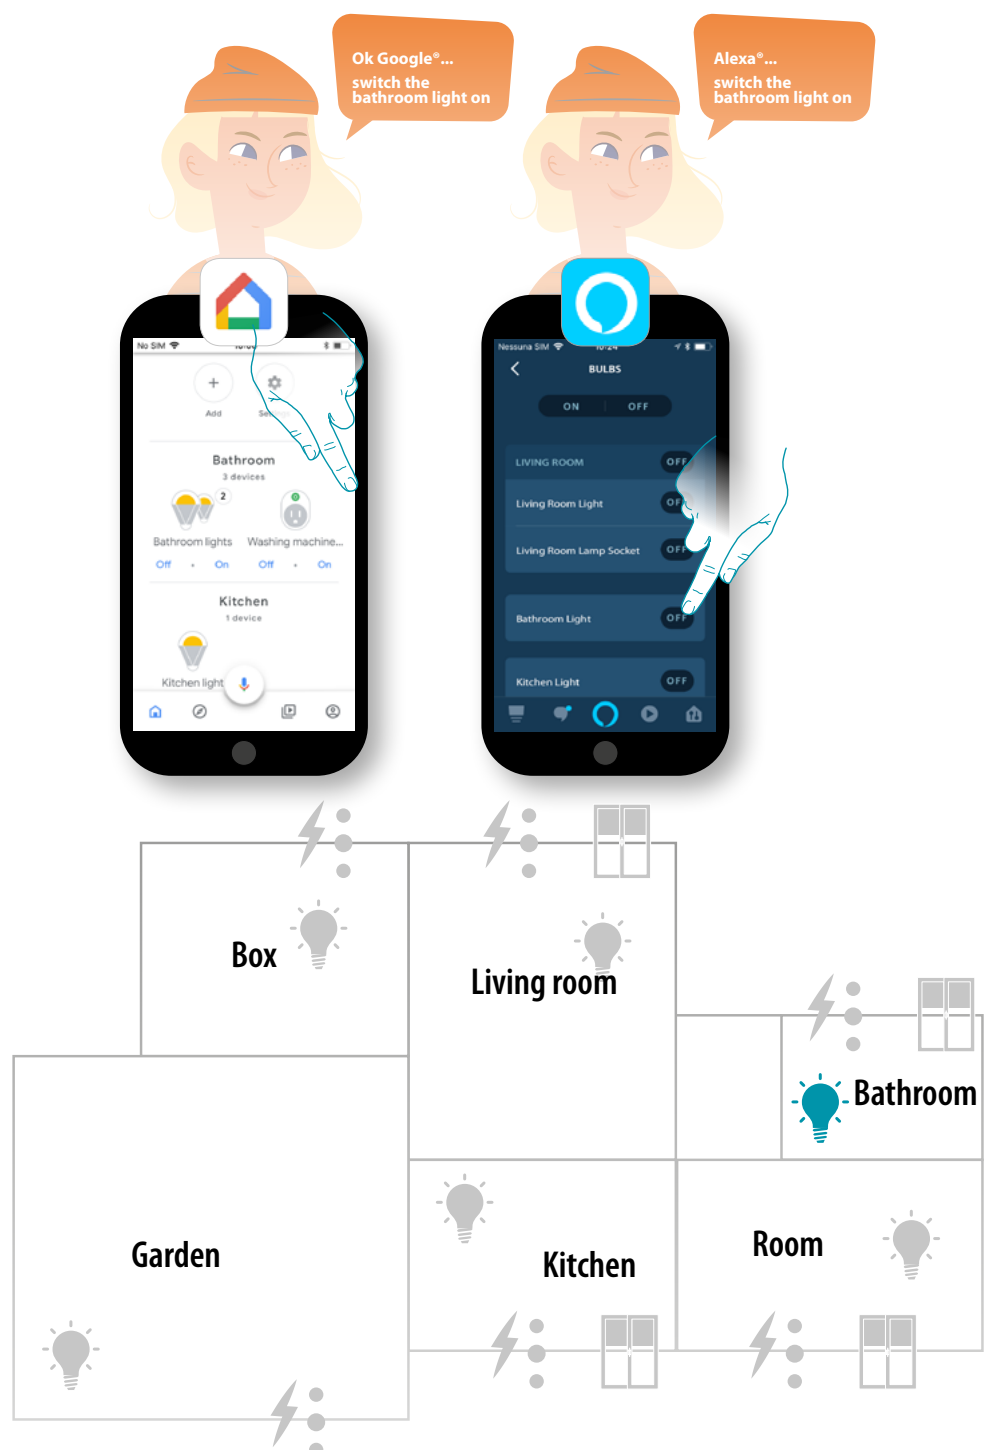 Ok Google®...
switch the
bathroom light on
Alexa®...
switch the
bathroom light on
No SIM
Add
Bathroom
3 devices
2
Bathroom lights
Washing machine...
Off • On
Off • On
Kitchen
1 device
Kitchen light
Nessuna SIM
BULBS
ON
OFF
LIVING ROOM
OFF
Living Room Light
Living Room Lamp Socket
OFF
Bathroom Light
OFF
Kitchen Light
OFF
Box
Living room
Bathroom
Garden
Kitchen
Room